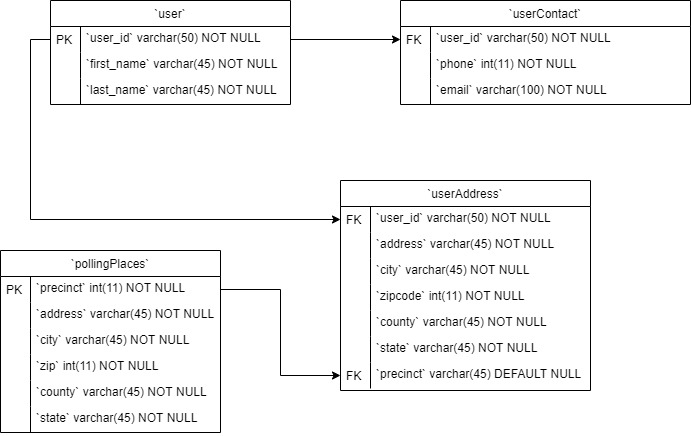 `user`
PK
`user_id` varchar(50) NOT NULL
`first_name` varchar(45) NOT NULL
`last_name` varchar(45) NOT NULL
`userContact`
FK
`user_id` varchar(50) NOT NULL
`phone` int(11) NOT NULL
`email` varchar(100) NOT NULL
`userAddress`
FK
`user_id` varchar(50) NOT NULL
`address` varchar(45) NOT NULL
`city` varchar(45) NOT NULL
`zipcode` int(11) NOT NULL
`county` varchar(45) NOT NULL
`state` varchar(45) NOT NULL
FK
`precinct` varchar(45) DEFAULT NULL
`pollingPlaces`
PK
`precinct` int(11) NOT NULL
`address` varchar(45) NOT NULL
`city` varchar(45) NOT NULL
`zip` int(11) NOT NULL
`county` varchar(45) NOT NULL
`state` varchar(45) NOT NULL